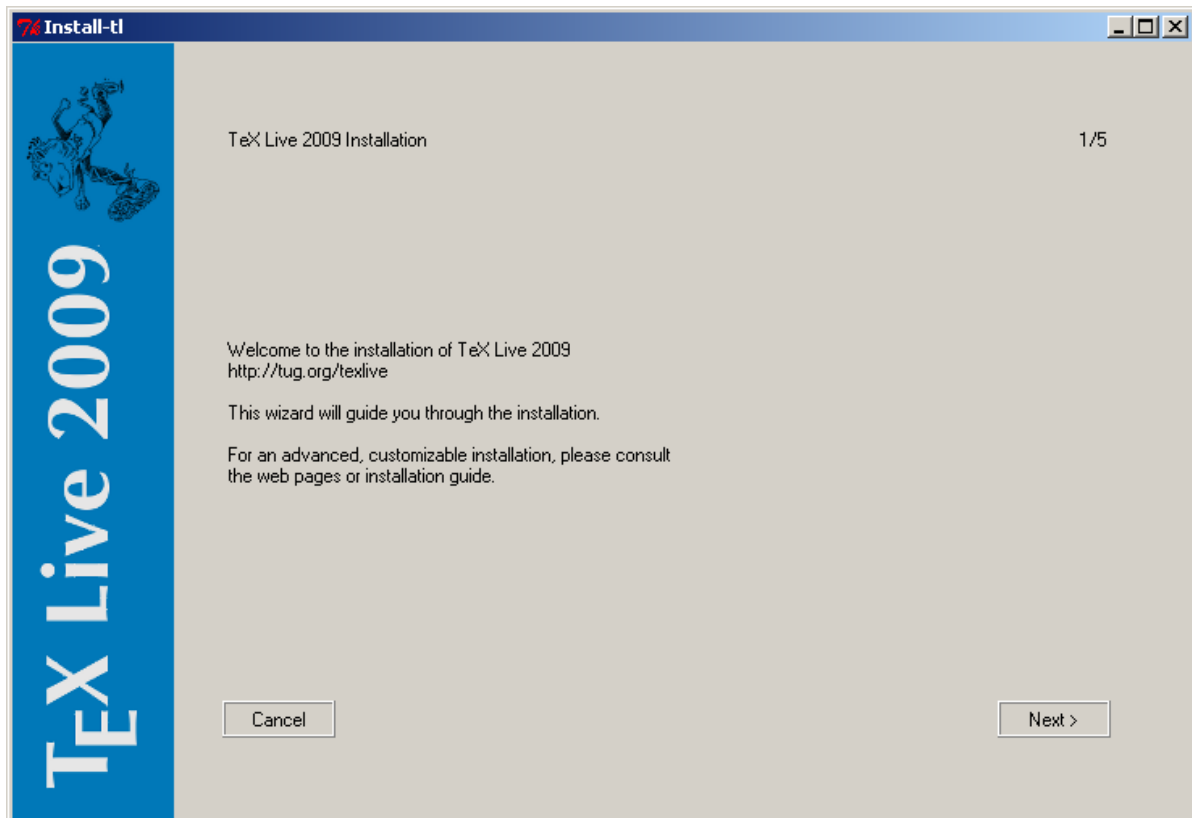 Install-tl
TeX Live 2009
TeX Live 2009 Installation
1/5
Welcome to the installation of TeX Live 2009
http://tug.org/texlive
This wizard will guide you through the installation.
For an advanced, customizable installation, please consult
the web pages or installation guide.
Cancel
Next >